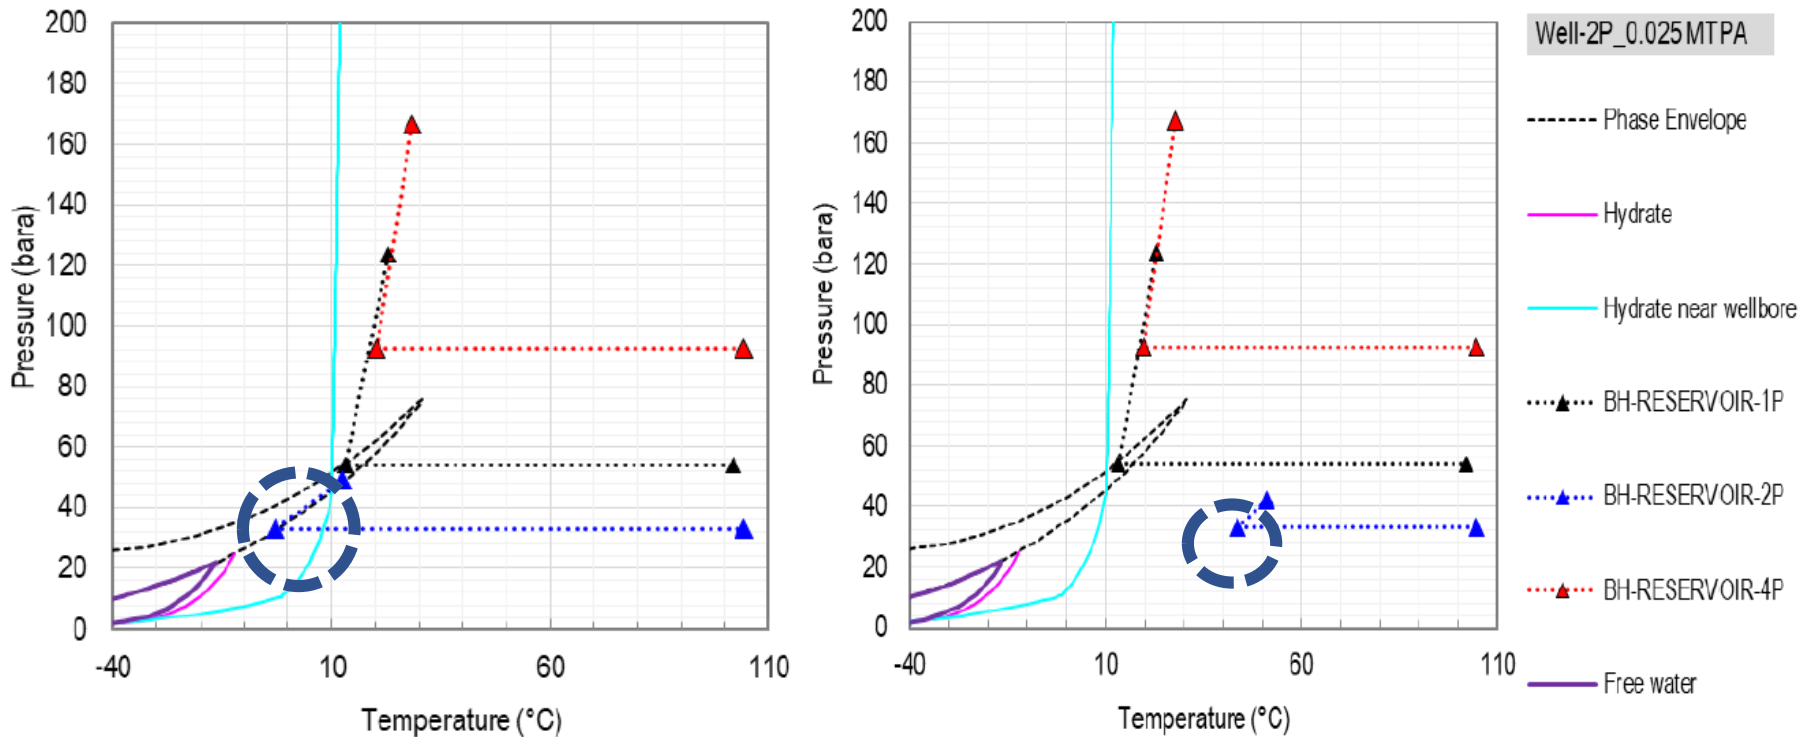 200
180
160
140
120
100
80
60
40
20
0
Pressure (bara)
-40
10
60
110
Temperature (°C)
200
180
160
140
120
100
80
60
40
20
0
Pressure (bara)
-40
10
60
110
Temperature (°C)
Well-2P_0.025MTPA
Phase Envelope
Hydrate
Hydrate near wellbore
BH-RESERVOIR-1P
BH-RESERVOIR-2P
BH-RESERVOIR-4P
Free water